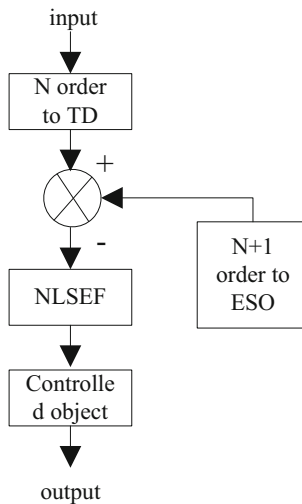 input
N order
to TD
+
-
N+1
order to
ESO
NLSEF
Controlle
d object
output